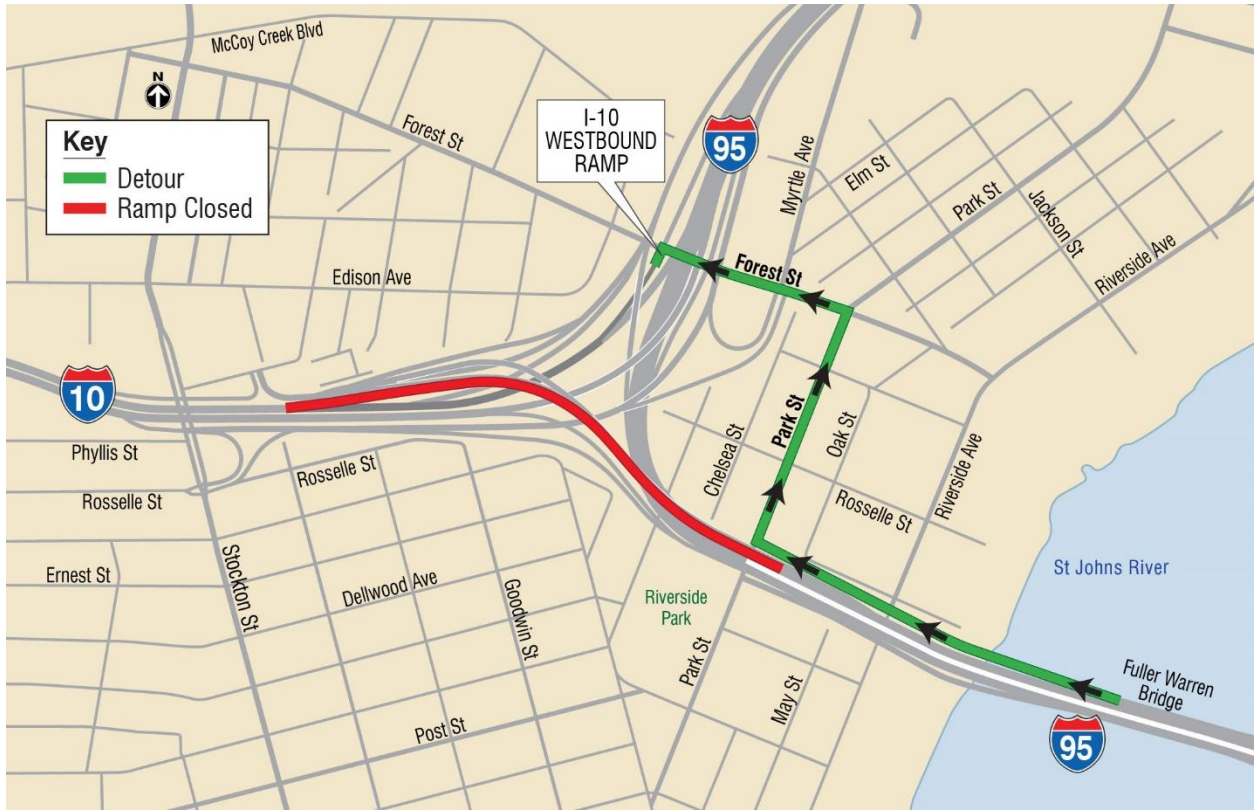 McCoy Creek Blvd
N
Key
Detour
Ramp Closed
Forest St
I-10
WESTBOUND
RAMP
95
Myrtle Ave
Elm St
Park St
Jackson St
Riverside Ave
Edison Ave
Forest St
10
Phyllis St
Rosselle St
Rosselle St
Chelsea St
Park St
Oak St
Rosselle St
Riverside Ave
Ernest St
Stockton St
Dellwood Ave
Goodwin St
Riverside
Park
Park St
May St
Post St
St Johns River
Fuller Warren
Bridge
95